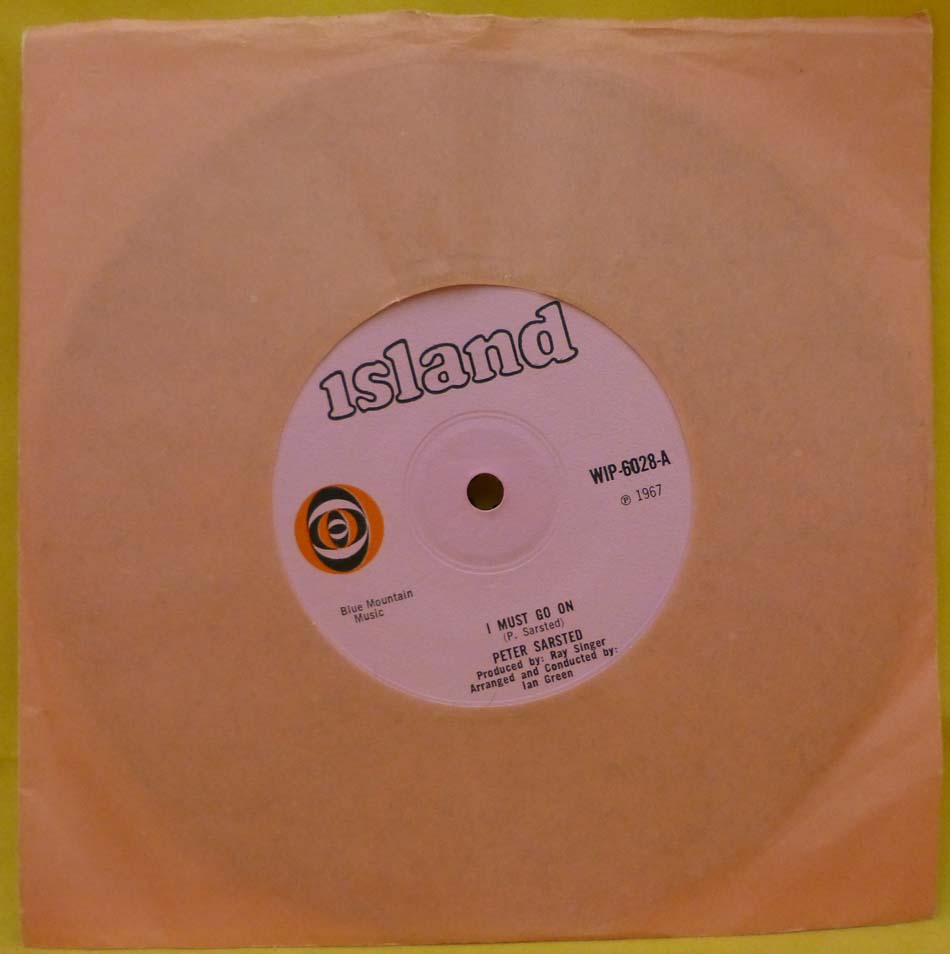 island
WIP-6028-A
℗ 1967
Blue Mountain
Music
I MUST GO ON
(P. Sarsted)
PETER SARSTED
Produced by: Ray Singer
Arranged and Conducted by:
Ian Green